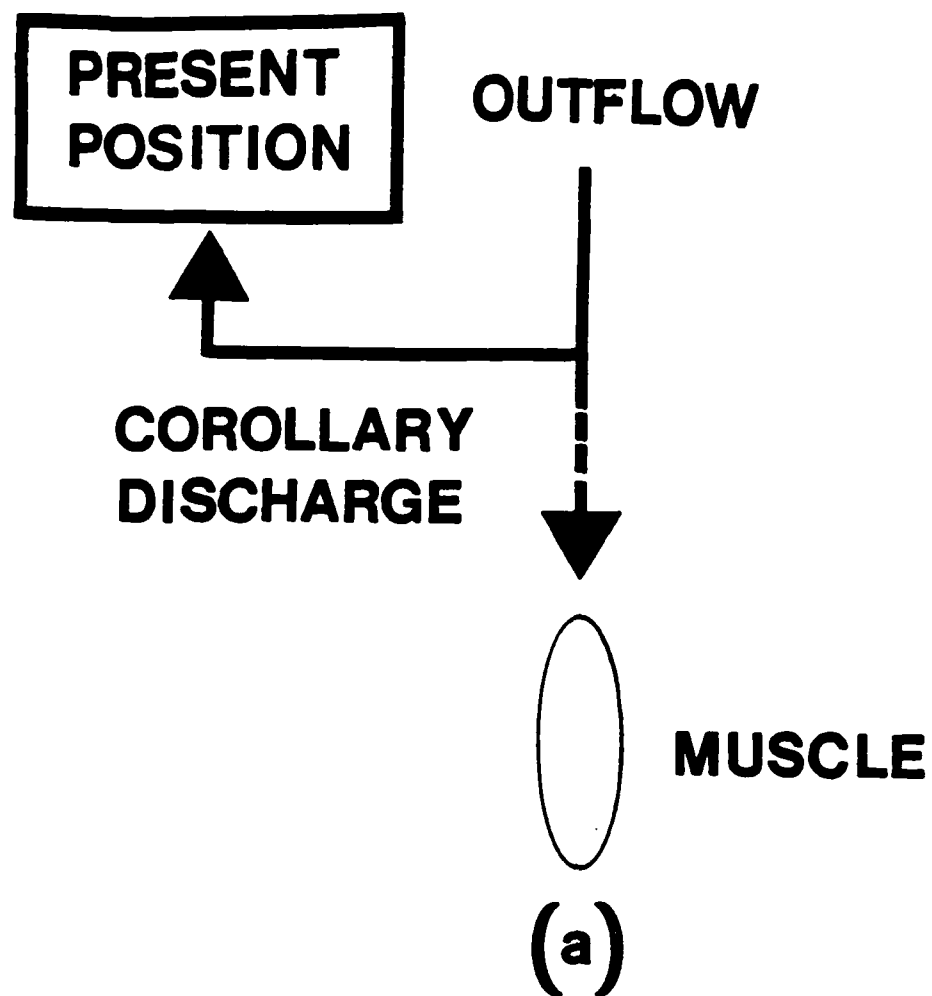 PRESENT
POSITION
OUTFLOW
COROLLARY
DISCHARGE
MUSCLE
(a)